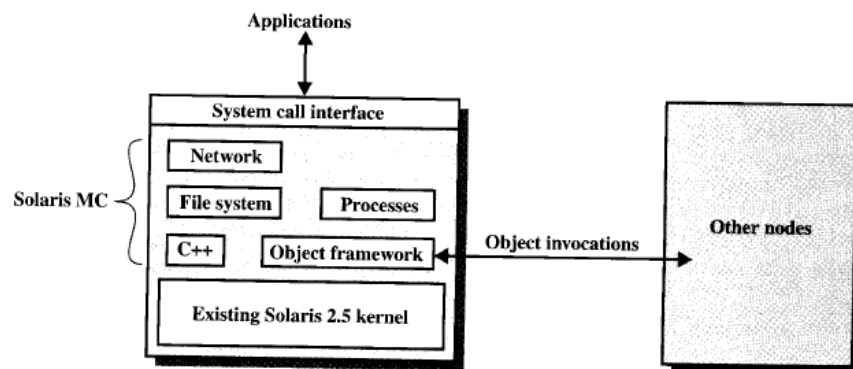 Applications
System call interface
Network
Solaris MC
File system
Processes
C++
Object framework
Object invocations
Other nodes
Existing Solaris 2.5 kernel